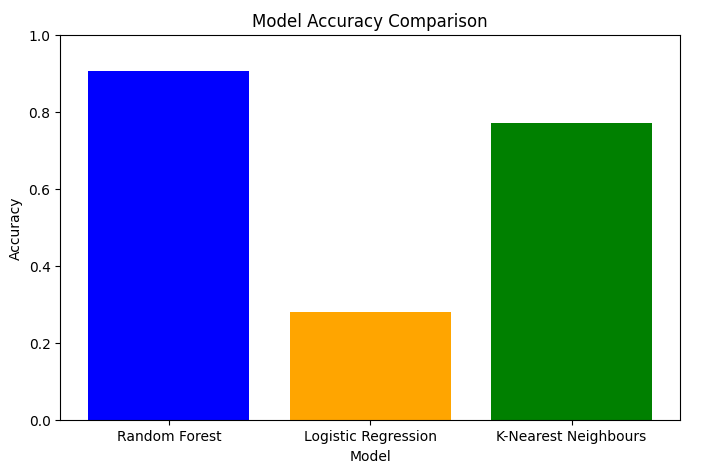 Model Accuracy Comparison
1.0
0.8
0.6
0.4
0.2
0.0
Accuracy
Random Forest
Logistic Regression
K-Nearest Neighbours
Model